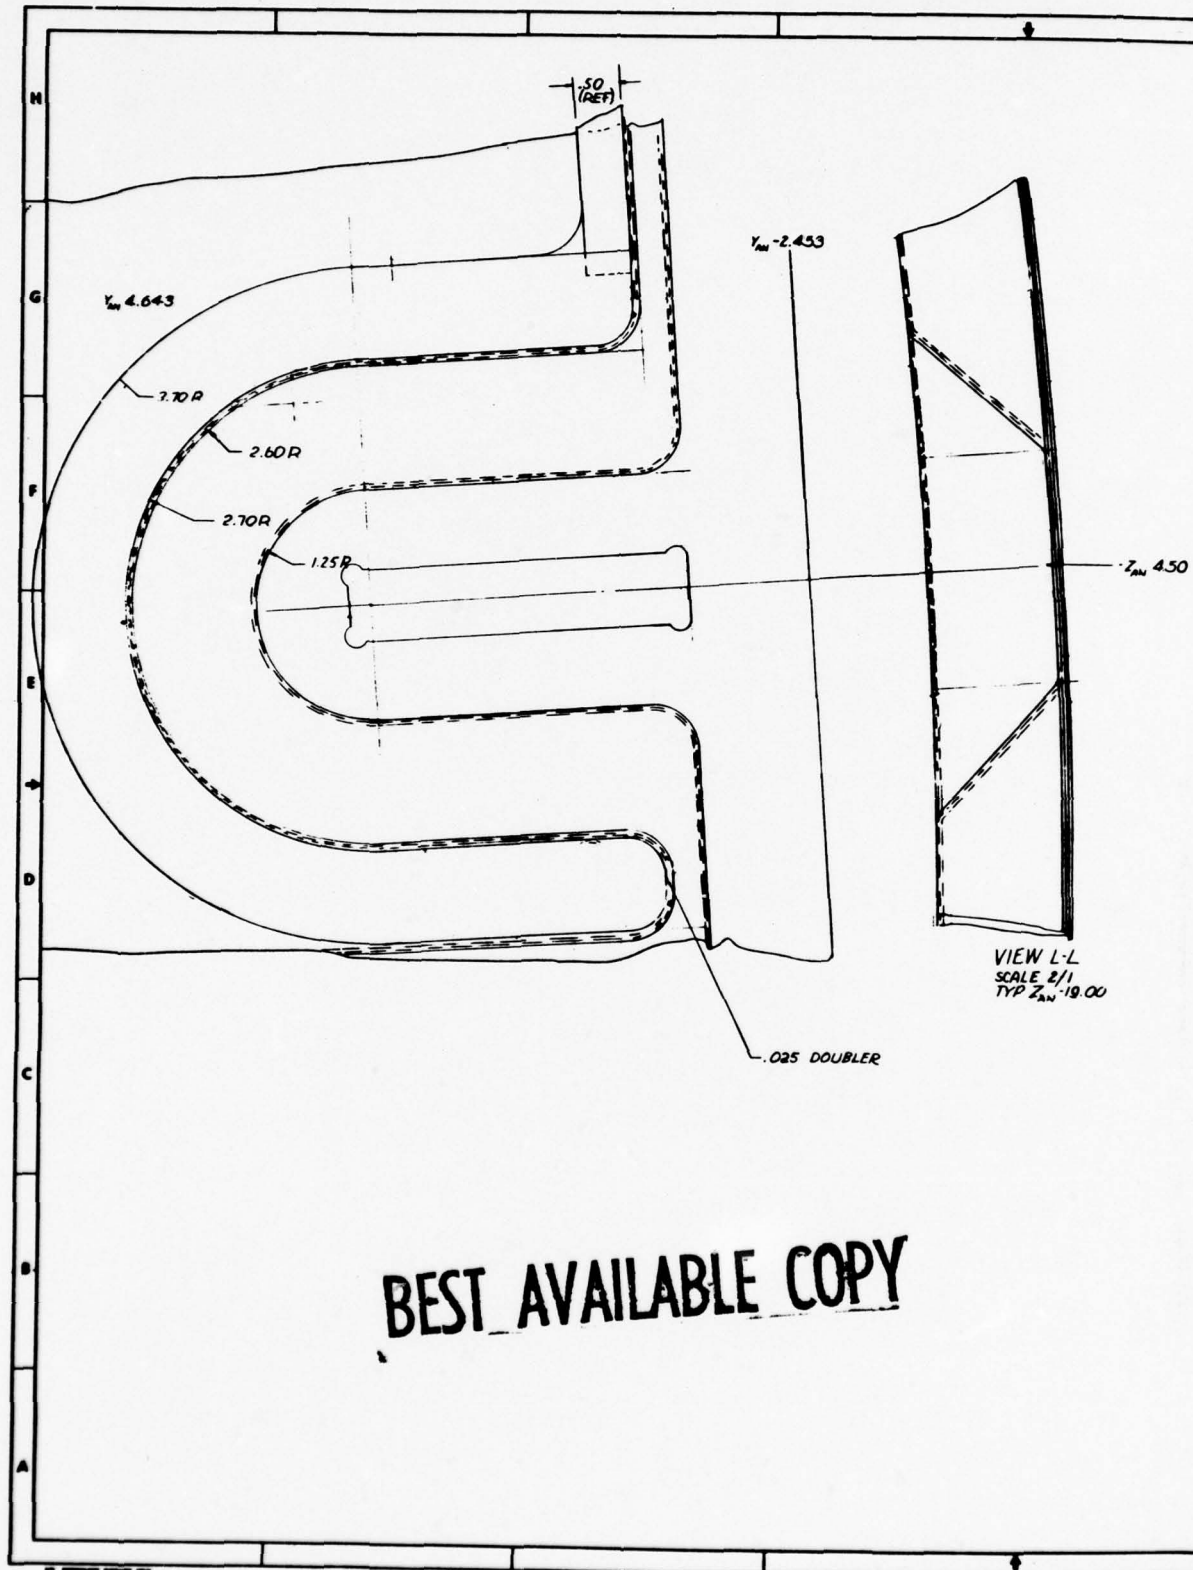 .50
(REF)
H
Y_AN -2.453
G
Y_AN 4.643
3.70 R
2.60 R
F
2.70 R
1.25 R
Z_AN 4.50
E
D
VIEW L-L
SCALE 2/1
TYP Z_AN -19.00
.025 DOUBLER
C
B
BEST AVAILABLE COPY
A